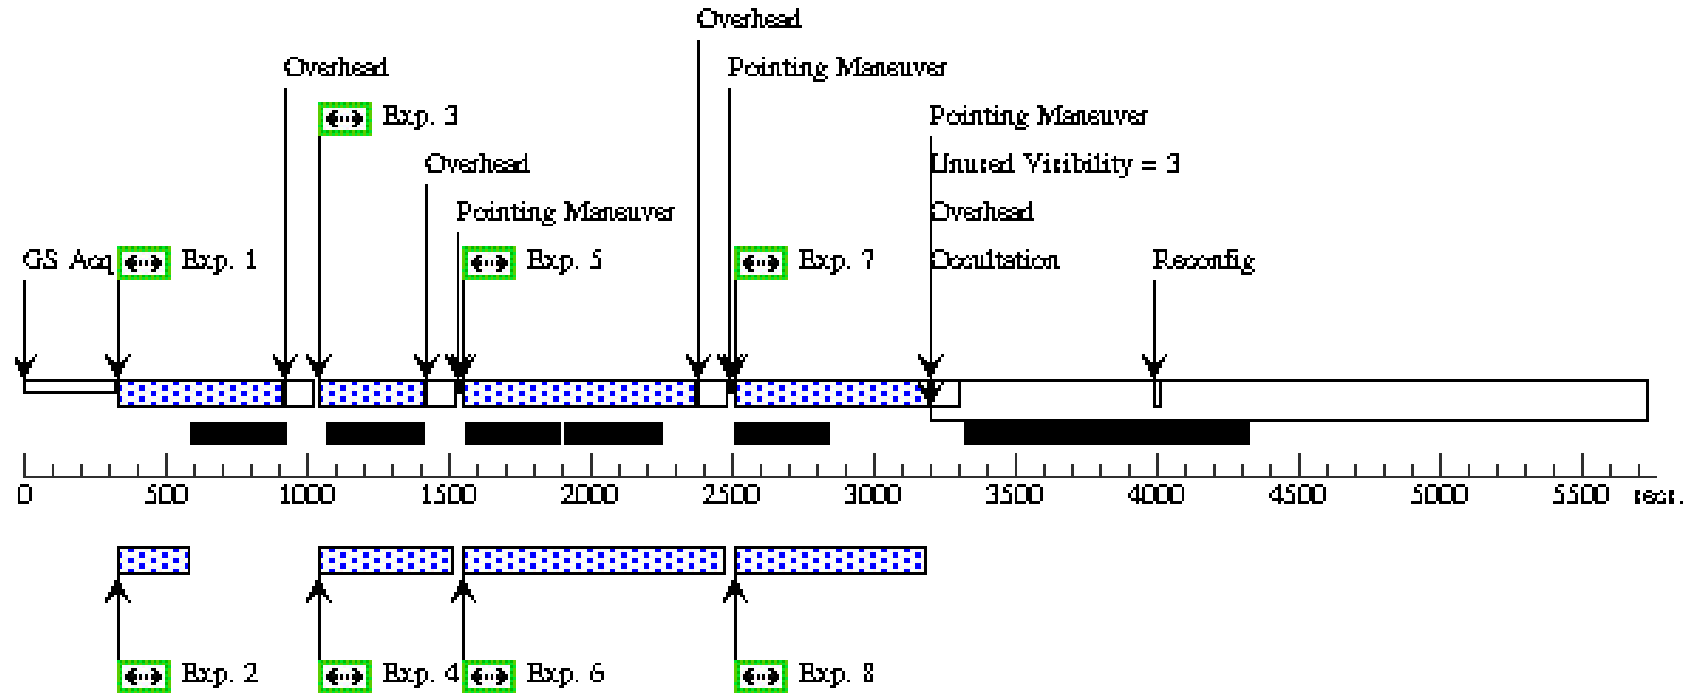 Overhead
Overhead
Pointing Maneuver
Exp. 3
Pointing Maneuver
Overhead
Unused Visibility = 3
Pointing Maneuver
Overhead
GS Acq
Exp. 1
Exp. 5
Exp. 7
Occultation
Reconfig
0 500 1000 1500 2000 2500 3000 3500 4000 4500 5000 5500 secs.
Exp. 2
Exp. 4
Exp. 6
Exp. 8